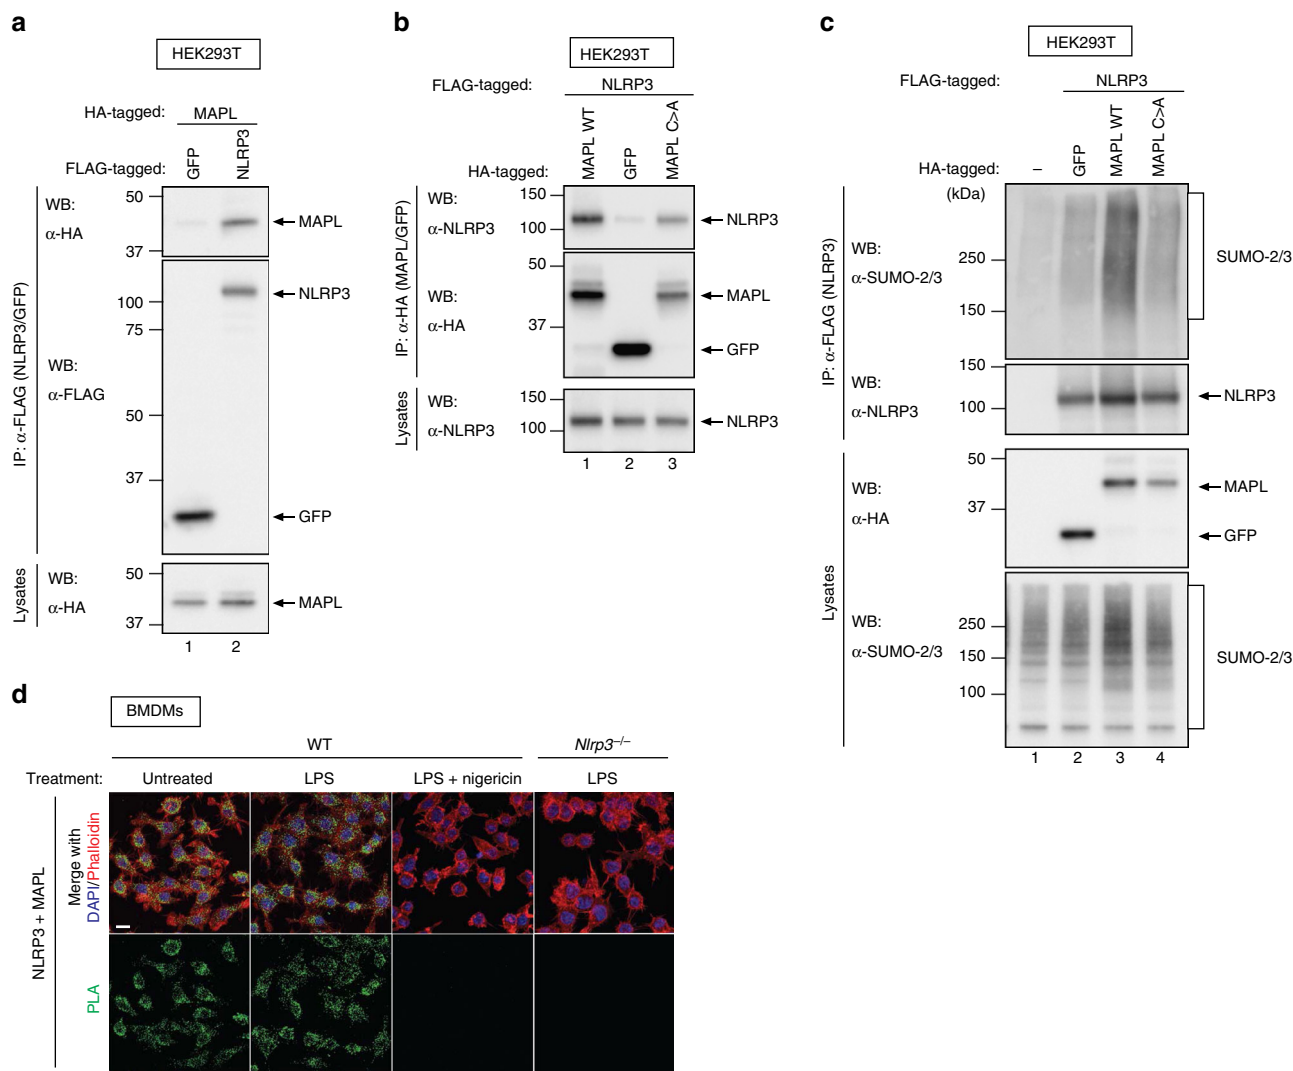 a
HEK293T
HA-tagged:
MAPL
FLAG-tagged:
GFP
NLRP3
IP: α-FLAG (NLRP3/GFP)
WB:
α-HA
50
37
MAPL
WB:
α-FLAG
100
75
50
37
NLRP3
GFP
Lysates
WB:
α-HA
50
37
MAPL
1 2
b
HEK293T
FLAG-tagged:
NLRP3
HA-tagged:
MAPL WT
GFP
MAPL C>A
IP: α-HA (MAPL/GFP)
WB:
α-NLRP3
150
100
NLRP3
WB:
α-HA
50
37
MAPL
GFP
Lysates
WB:
α-NLRP3
150
100
NLRP3
1 2 3
c
HEK293T
FLAG-tagged:
NLRP3
HA-tagged:
–
GFP
MAPL WT
MAPL C>A
(kDa)
IP: α-FLAG (NLRP3)
WB:
α-SUMO-2/3
250
150
SUMO-2/3
WB:
α-NLRP3
150
100
NLRP3
Lysates
WB:
α-HA
50
37
MAPL
GFP
WB:
α-SUMO-2/3
250
150
100
SUMO-2/3
1 2 3 4
d
BMDMs
WT
Nlrp3–/–
Treatment:
Untreated
LPS
LPS + nigericin
LPS
NLRP3 + MAPL
Merge with
DAPI/Phalloidin
PLA